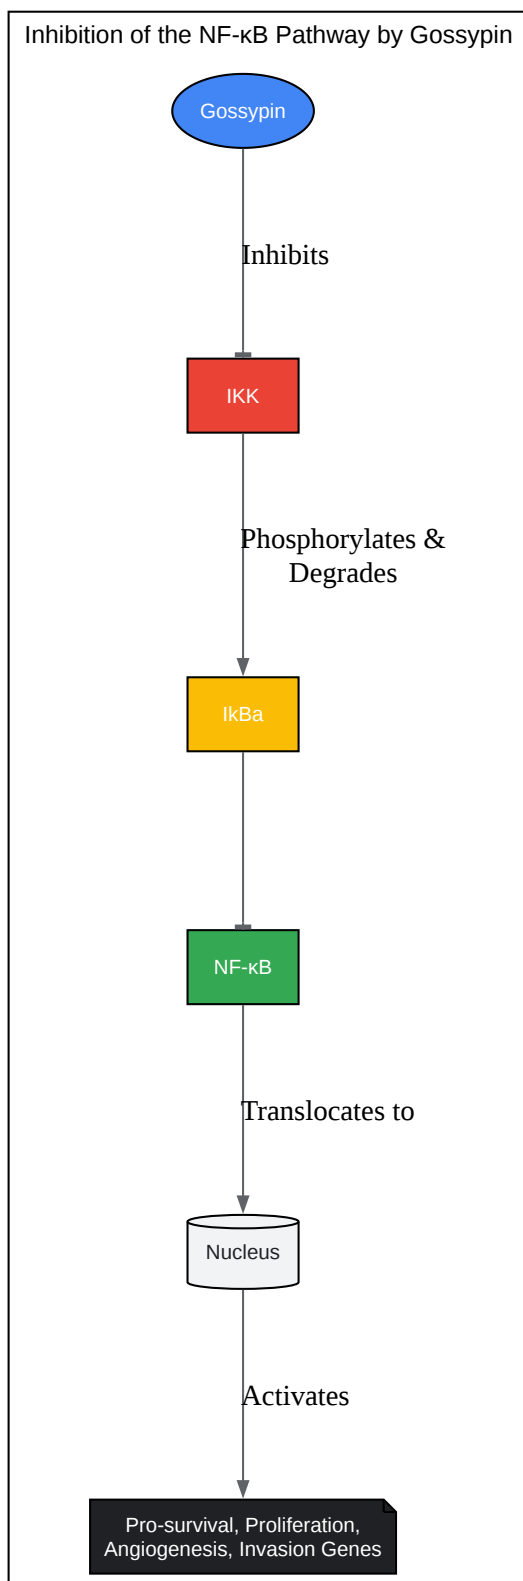 Inhibition of the NF-κB Pathway by Gossypin
Gossypin
Inhibits
IKK
Phosphorylates &
Degrades
IkBa
NF-κB
Translocates to
Nucleus
Activates
Pro-survival, Proliferation,
Angiogenesis, Invasion Genes